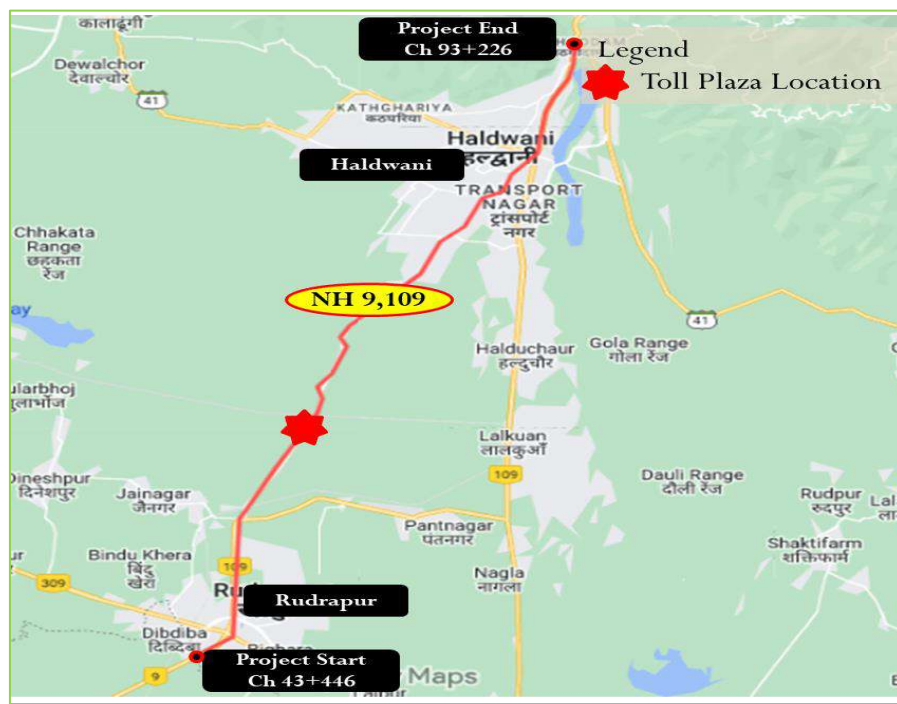 कालाढूंगी
Project End
Ch 93+226
Legend
Toll Plaza Location
Dewalchor
देवालचोर
41
KATHGHARIYA
कठघरिया
Haldwani
हल्द्वानी
Haldwani
TRANSPORT
NAGAR
ट्रांसपोर्ट
नगर
Chhakata
Range
छहकता
रेंज
NH 9,109
41
Halduchaur
हल्दुचौर
Gola Range
गोला रेंज
ularbhoj
गुलरभोज
Lalkuan
लालकुआँ
109
Dineshpur
दिनेशपुर
Jainagar
जैनगर
Dauli Range
दौली रेंज
Rudpur
रुदपुर
Pantnagar
पंतनगर
Shaktifarm
शक्तिफार्म
Bindu Khera
बिंदु
खेरा
109
309
Nagla
नागला
Rudrapur
Dibdiba
दिब्दिबा
Project Start
Ch 43+446
9
Maps